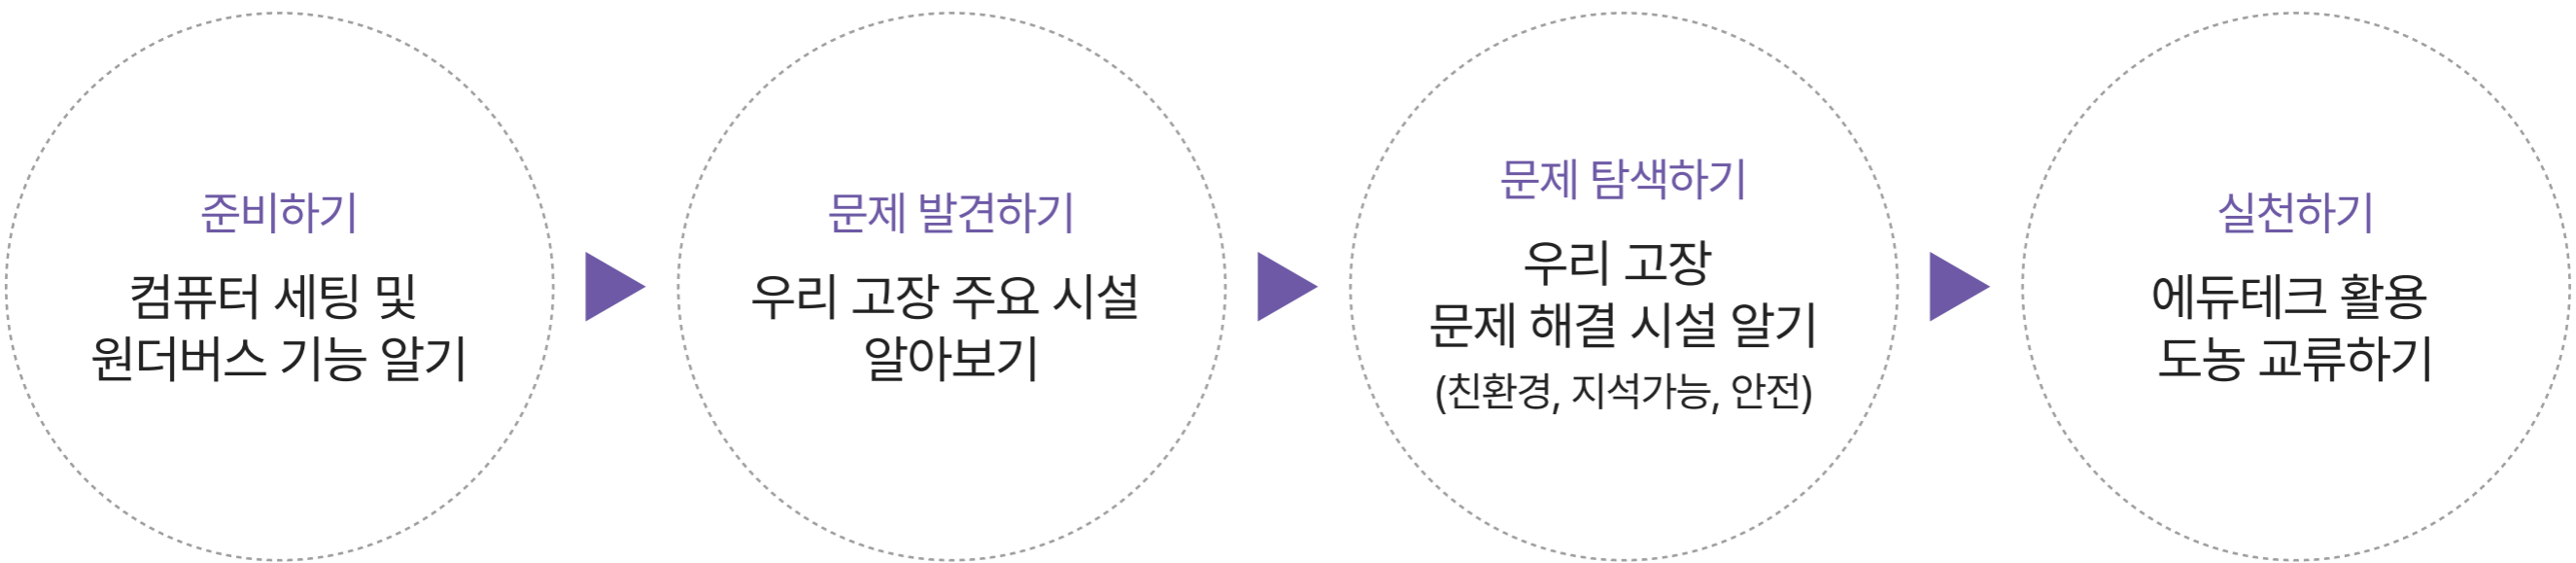 준비하기
컴퓨터 세팅 및
원더버스 기능 알기
문제 발견하기
우리 고장 주요 시설
알아보기
문제 탐색하기
우리 고장
문제 해결 시설 알기
(친환경, 지석가능, 안전)
실천하기
에듀테크 활용
도농 교류하기